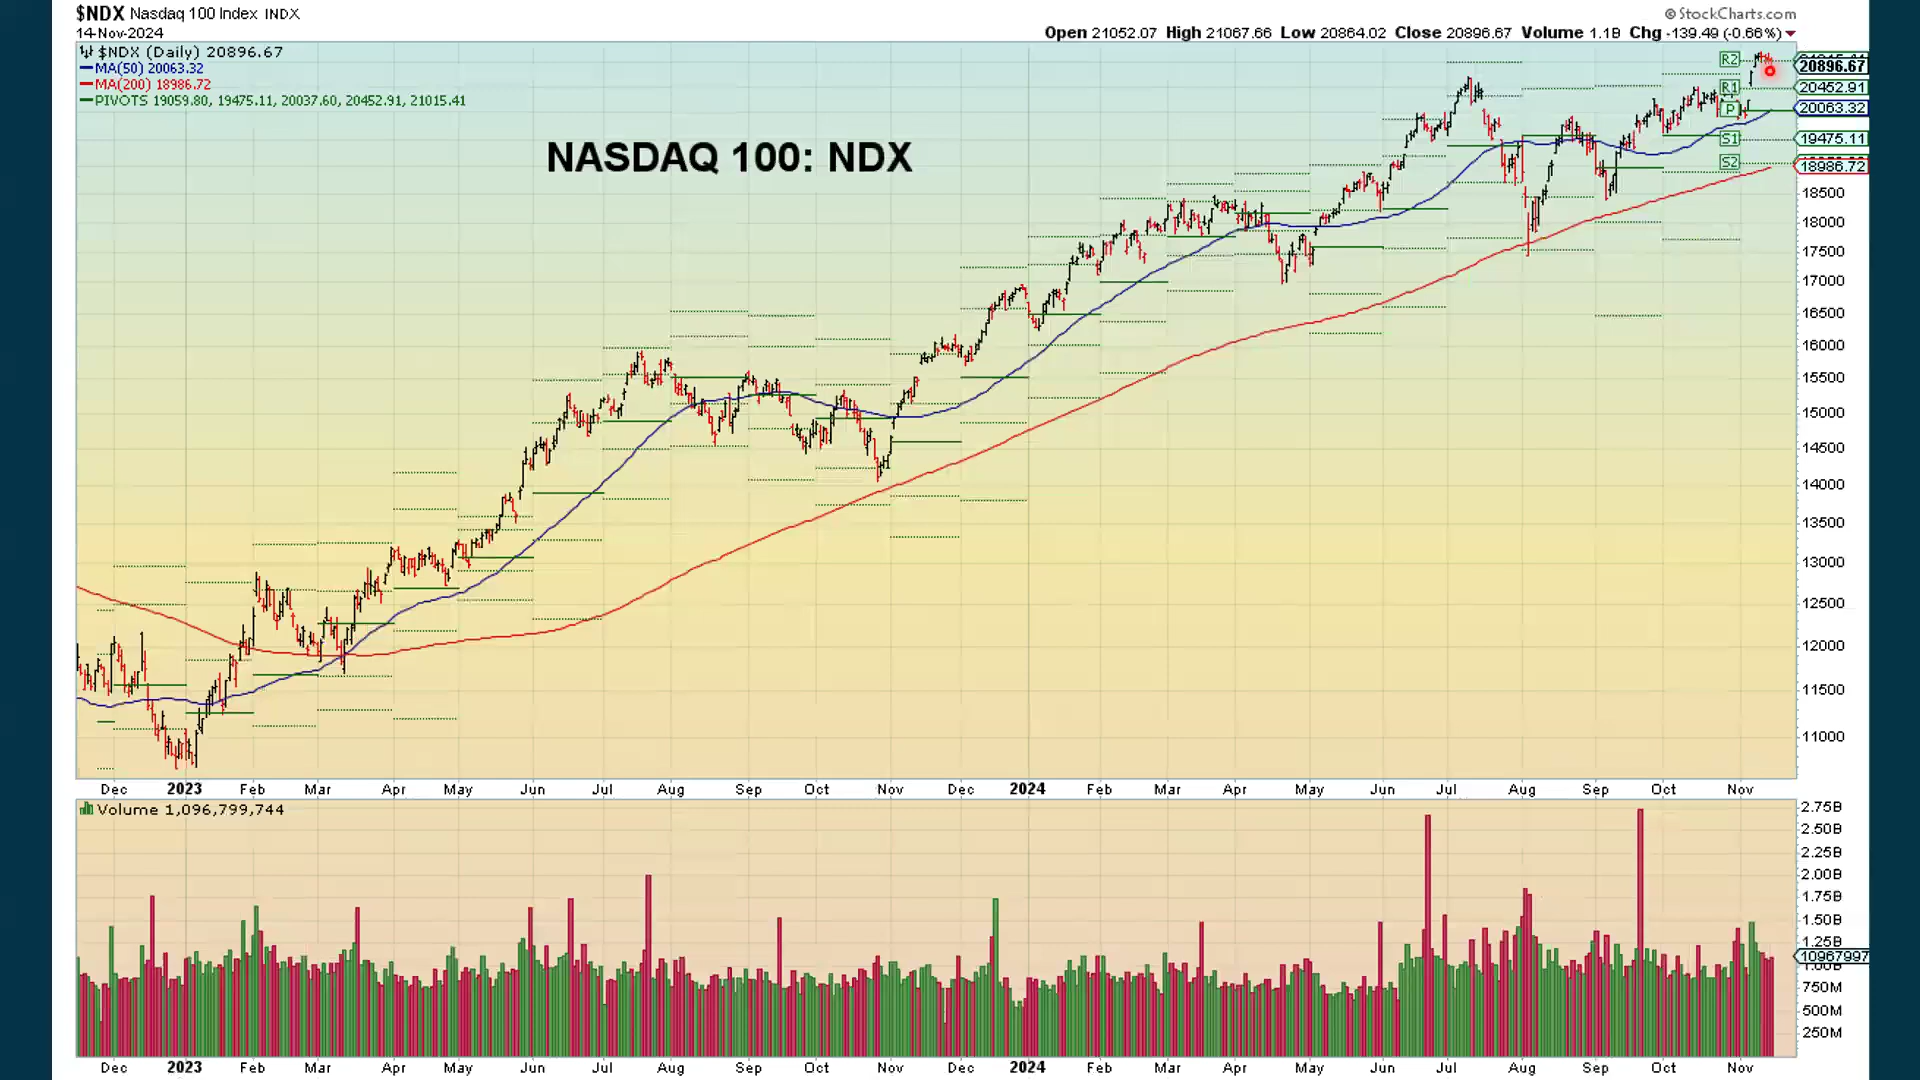 $NDX Nasdaq 100 Index INDX
© StockCharts.com
14-Nov-2024
Open 21052.07 High 21067.66 Low 20864.02 Close 20896.67 Volume 1.1B Chg -139.49 (-0.66%)
$NDX (Daily) 20896.67
MA(50) 20063.32
MA(200) 18986.72
PIVOTS 19059.80, 19475.11, 20037.60, 20452.91, 21015.41
NASDAQ 100: NDX
R2
20896.67
R1
20452.91
P
20063.32
S1
19475.11
S2
18986.72
18500
18000
17500
17000
16500
16000
15500
15000
14500
14000
13500
13000
12500
12000
11500
11000
Dec 2023 Feb Mar Apr May Jun Jul Aug Sep Oct Nov Dec 2024 Feb Mar Apr May Jun Jul Aug Sep Oct Nov
Volume 1,096,799,744
2.75B
2.50B
2.25B
2.00B
1.75B
1.50B
1.25B
10967997
750M
500M
250M
Dec 2023 Feb Mar Apr May Jun Jul Aug Sep Oct Nov Dec 2024 Feb Mar Apr May Jun Jul Aug Sep Oct Nov